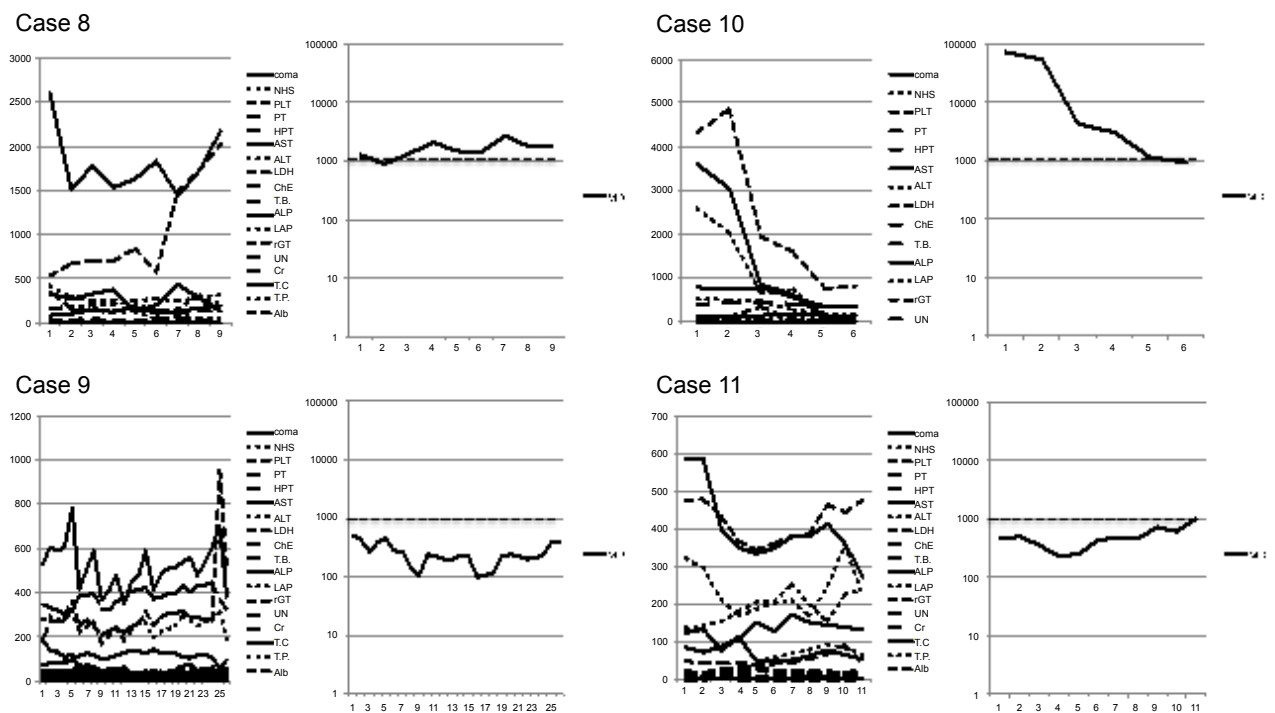 Case 8
3000
2500
2000
1500
1000
500
0
1 2 3 4 5 6 7 8 9
coma
NHS
PLT
PT
HPT
AST
ALT
LDH
ChE
T.B.
ALP
LAP
rGT
UN
Cr
T.C
T.P.
Alb
100000
10000
1000
100
10
1
1 2 3 4 5 6 7 8 9
Case 10
6000
5000
4000
3000
2000
1000
0
1 2 3 4 5 6
coma
NHS
PLT
PT
HPT
AST
ALT
LDH
ChE
T.B.
ALP
LAP
rGT
UN
100000
10000
1000
100
10
1
1 2 3 4 5 6
Case 9
1200
1000
800
600
400
200
0
1 3 5 7 9 11 13 15 17 19 21 23 25
coma
NHS
PLT
PT
HPT
AST
ALT
LDH
ChE
T.B.
ALP
LAP
rGT
UN
Cr
T.C
T.P.
Alb
100000
10000
1000
100
10
1
1 3 5 7 9 11 13 15 17 19 21 23 25
Case 11
700
600
500
400
300
200
100
0
1 2 3 4 5 6 7 8 9 10 11
coma
NHS
PLT
PT
HPT
AST
ALT
LDH
ChE
T.B.
ALP
LAP
rGT
UN
Cr
T.C
T.P.
Alb
100000
10000
1000
100
10
1
1 2 3 4 5 6 7 8 9 10 11